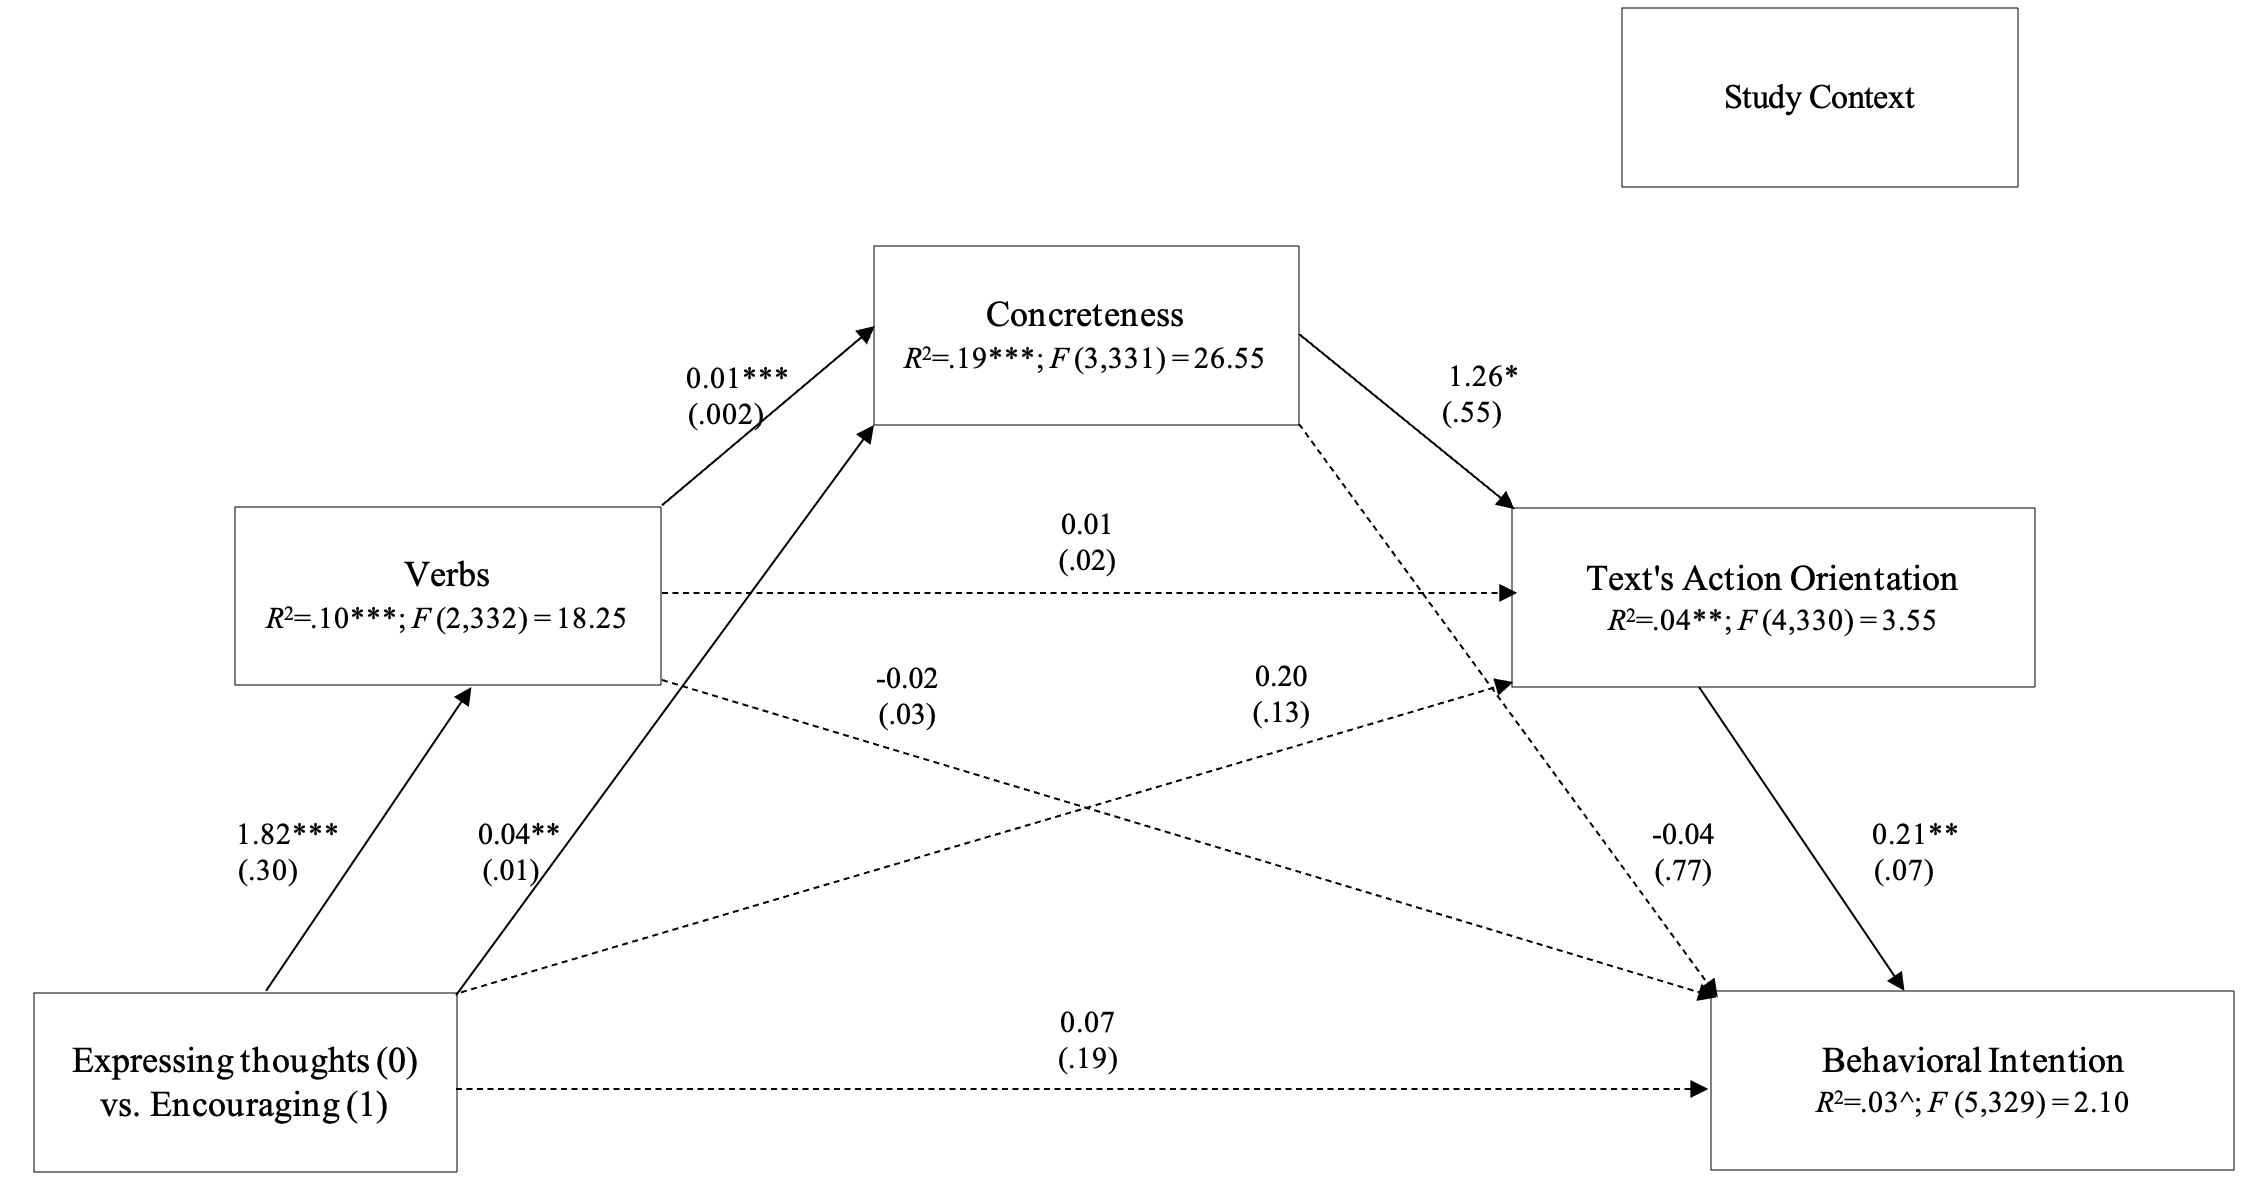 Study Context
Concreteness
R²=.19***; F (3,331) = 26.55
0.01***
(.002)
1.26*
(.55)
0.01
(.02)
Verbs
R²=.10***; F (2,332) = 18.25
Text's Action Orientation
R²=.04**; F (4,330) = 3.55
-0.02
(.03)
0.20
(.13)
1.82***
(.30)
0.04**
(.01)
-0.04
(.77)
0.21**
(.07)
0.07
(.19)
Expressing thoughts (0)
vs. Encouraging (1)
Behavioral Intention
R²=.03^; F (5,329) = 2.10